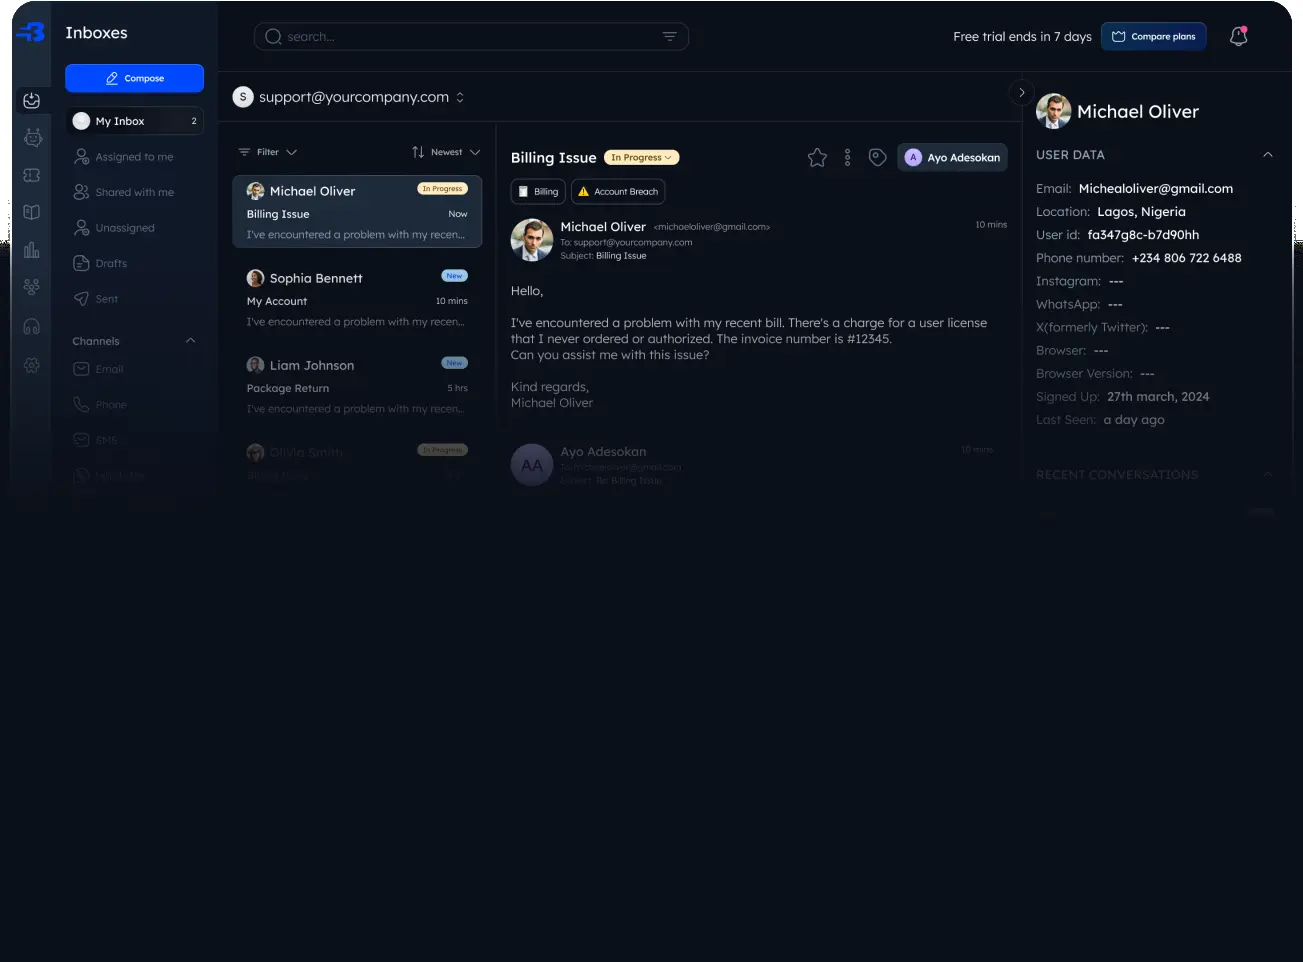 Inboxes
search...
Free trial ends in 7 days
Compare plans
Compose
My Inbox 2
Assigned to me
Shared with me
Unassigned
Drafts
Sent
Channels
Email
Phone
SMS
S support@yourcompany.com
Filter
Newest
Michael Oliver In Progress
Billing Issue Now
I've encountered a problem with my recen...
Sophia Bennett New
My Account 10 mins
I've encountered a problem with my recen...
Liam Johnson New
Package Return 5 hrs
I've encountered a problem with my recen...
Olivia Smith In Progress
Billing Issue In Progress
A Ayo Adesokan
Billing
Account Breach
Michael Oliver <michaeloliver@gmail.com> 10 mins
To: support@yourcompany.com
Subject: Billing Issue
Hello,
I've encountered a problem with my recent bill. There's a charge for a user license
that I never ordered or authorized. The invoice number is #12345.
Can you assist me with this issue?
Kind regards,
Michael Oliver
AA Ayo Adesokan 10 mins
To: michaeloliver@gmail.com
Subject: Re: Billing Issue
Michael Oliver
USER DATA
Email: Michealoliver@gmail.com
Location: Lagos, Nigeria
User id: fa347g8c-b7d90hh
Phone number: +234 806 722 6488
Instagram: ---
WhatsApp: ---
X(formerly Twitter): ---
Browser: ---
Browser Version: ---
Signed Up: 27th march, 2024
Last Seen: a day ago
RECENT CONVERSATIONS